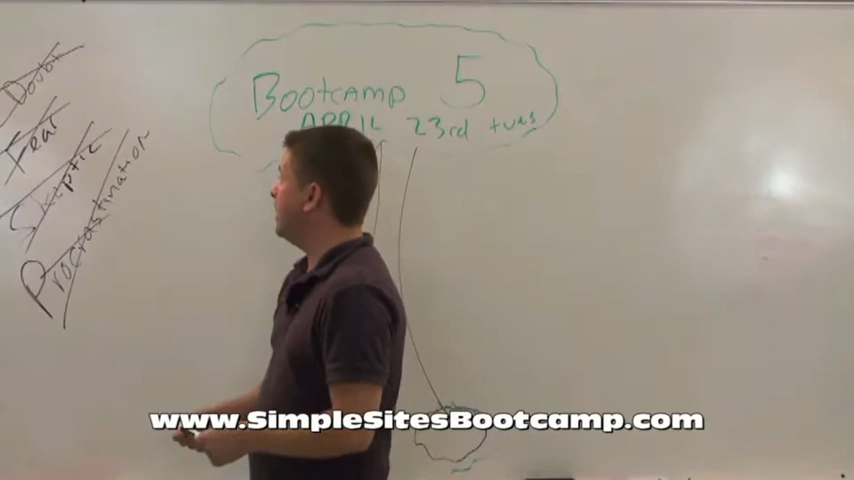 Bootcamp 5
APRIL 23rd tues
Doubt
Fear
Skeptic
Procrastination
www.SimpleSitesBootcamp.com